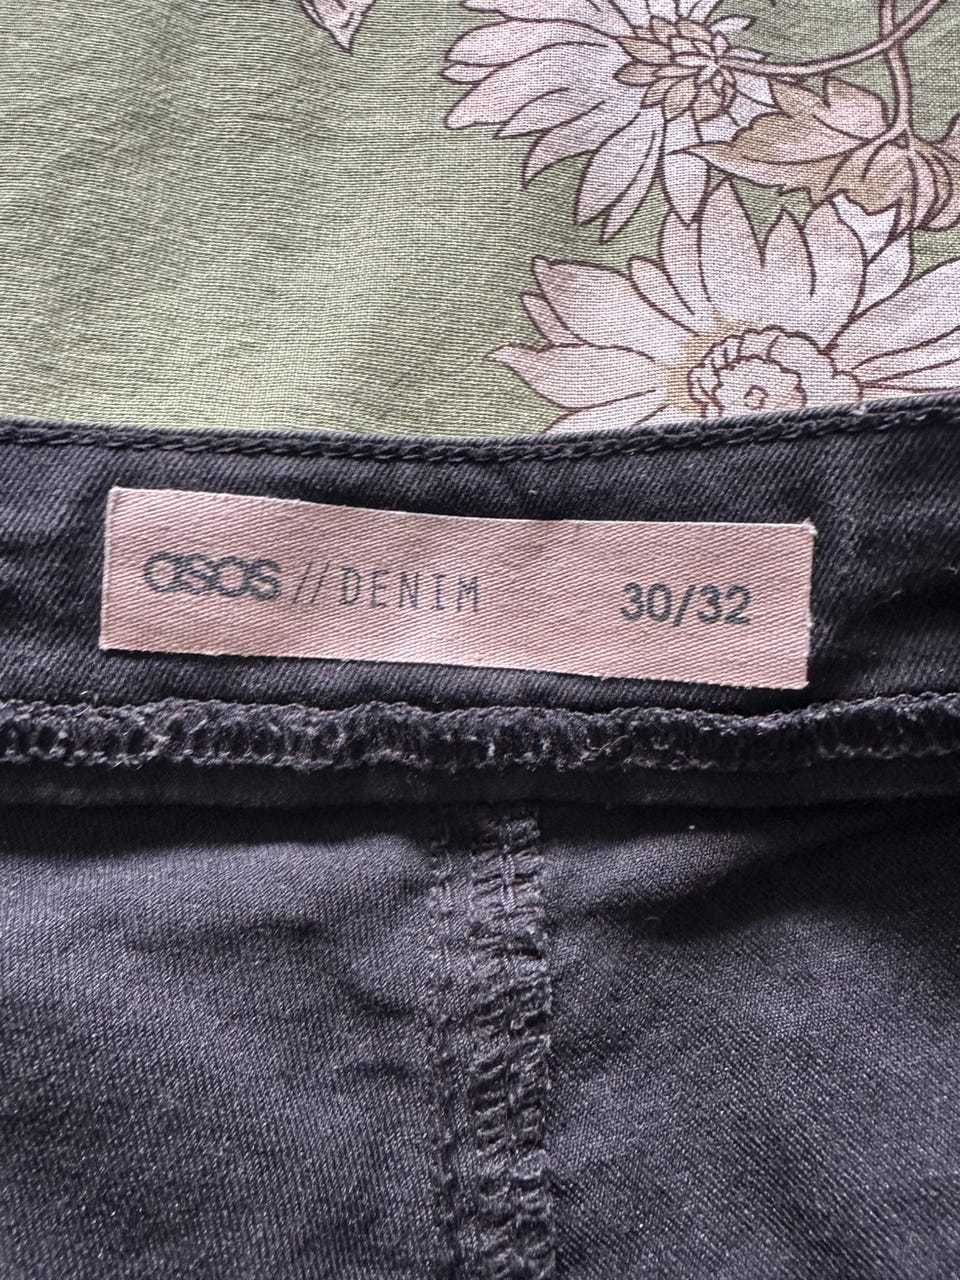 asos // DENIM 30/32